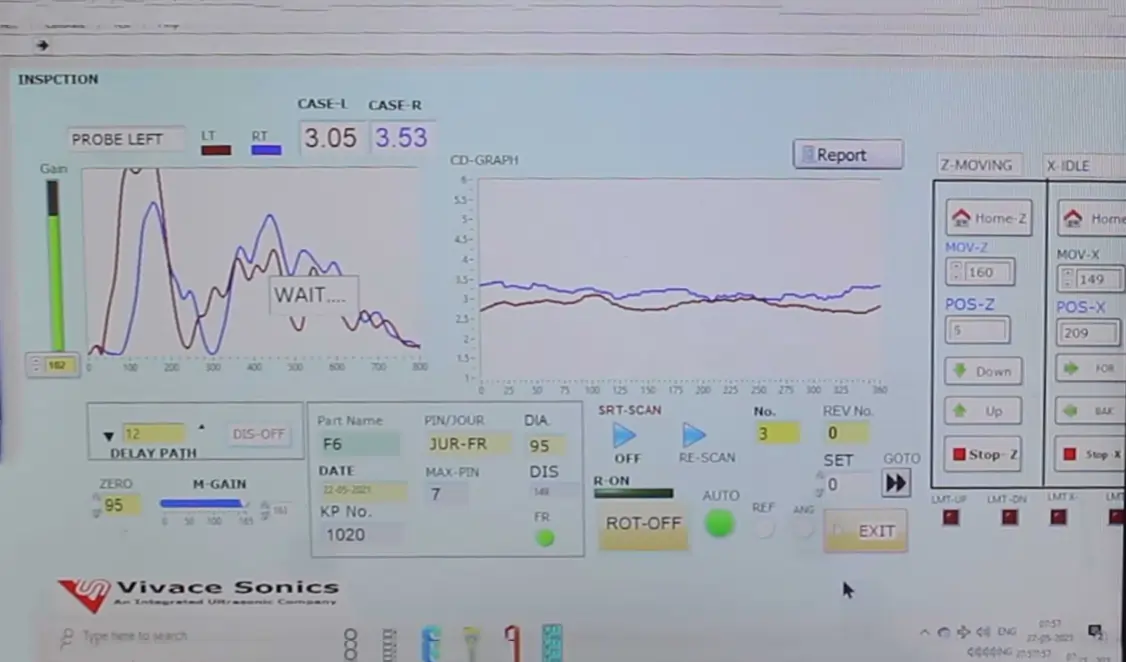 INSPCTION
CASE-L CASE-R
PROBE LEFT LT RT 3.05 3.53
Gain
CD-GRAPH
Report
Z-MOVING X-IDLE
Home-Z Home
MOV-Z MOV-X
160 149
POS-Z POS-X
5 209
Down FOR
Up BAK
Stop-Z Stop-X
LMT-UP LMT-DN LMT X-
6
5.5
5
4.5
4
3.5
3
2.5
2
1.5
1
0 25 50 75 100 125 150 175 200 225 250 275 300 325 360
WAIT....
0 100 200 300 400 500 600 700 800
162
12 DIS-OFF
DELAY PATH
ZERO M-GAIN
95
0 50 100 165
Part Name PIN/JOUR DIA.
F6 JUR-FR 95
DATE MAX-PIN DIS
22-05-2021 7 148
KP No. FR
1020
SRT-SCAN No. REV No.
3 0
OFF RE-SCAN SET GOTO
R-ON 0
AUTO REF ANG
ROT-OFF EXIT
Vivace Sonics
An Integrated Ultrasonic Company
Type here to search
ENG 07:57
22-05-2021